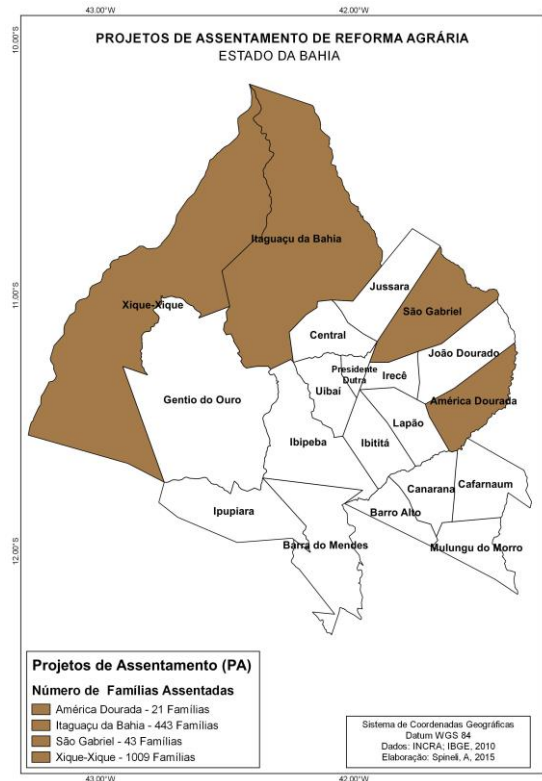 43.00°W
42.00°W
10.00°S
PROJETOS DE ASSENTAMENTO DE REFORMA AGRÁRIA
ESTADO DA BAHIA
Itaguaçu da Bahia
Jussara
11.00°S
Xique-Xique
São Gabriel
Central
João Dourado
Presidente
Dutra
Irecê
Uibaí
Gentio do Ouro
América Dourada
Lapão
Ibipeba
Ibititá
Canarana
Cafarnaum
Ipupiara
Barro Alto
12.00°S
Barra do Mendes
Mulungu do Morro
Projetos de Assentamento (PA)
Número de Famílias Assentadas
América Dourada - 21 Famílias
Itaguaçu da Bahia - 443 Famílias
São Gabriel - 43 Famílias
Xique-Xique - 1009 Famílias
Sistema de Coordenadas Geográficas
Datum WGS 84
Dados: INCRA; IBGE, 2010
Elaboração: Spineli, A, 2015
43.00°W
42.00°W